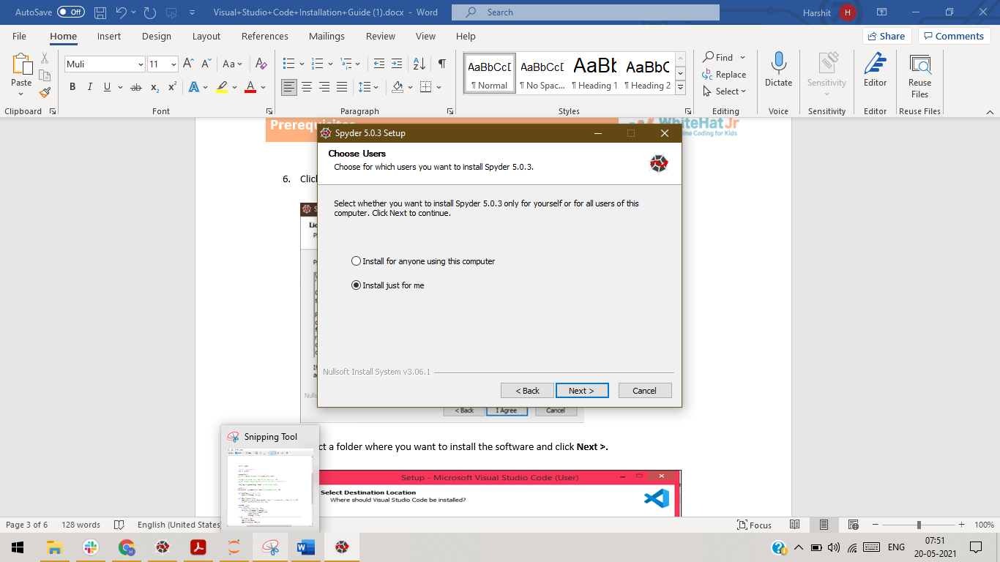 AutoSave Off Visual+Studio+Code+Installation+Guide (1).docx - Word Search Harshit H
File Home Insert Design Layout References Mailings Review View Help Share Comments
Muli 11 A A Aa A AaBbCcD AaBbCcD AaBb AaBbC Find
Paste Replace Dictate Sensitivity Editor Reuse Files
B I U ab x₂ x² A A ¶ Normal ¶ No Spac... ¶ Heading 1 ¶ Heading 2 Select
Clipboard Font Paragraph Styles Editing Voice Sensitivity Editor Reuse Files
WhiteHat Jr
line Coding for Kids
Spyder 5.0.3 Setup
Choose Users
Choose for which users you want to install Spyder 5.0.3.
6. Clic
Select whether you want to install Spyder 5.0.3 only for yourself or for all users of this
computer. Click Next to continue.
Install for anyone using this computer
Install just for me
Nullsoft Install System v3.06.1
< Back Next > Cancel
< Back I Agree Cancel
Snipping Tool
ct a folder where you want to install the software and click Next >.
Setup - Microsoft Visual Studio Code (User)
Select Destination Location
Where should Visual Studio Code be installed?
Page 3 of 6 128 words English (United States) Focus 100%
ENG 07:51
20-05-2021